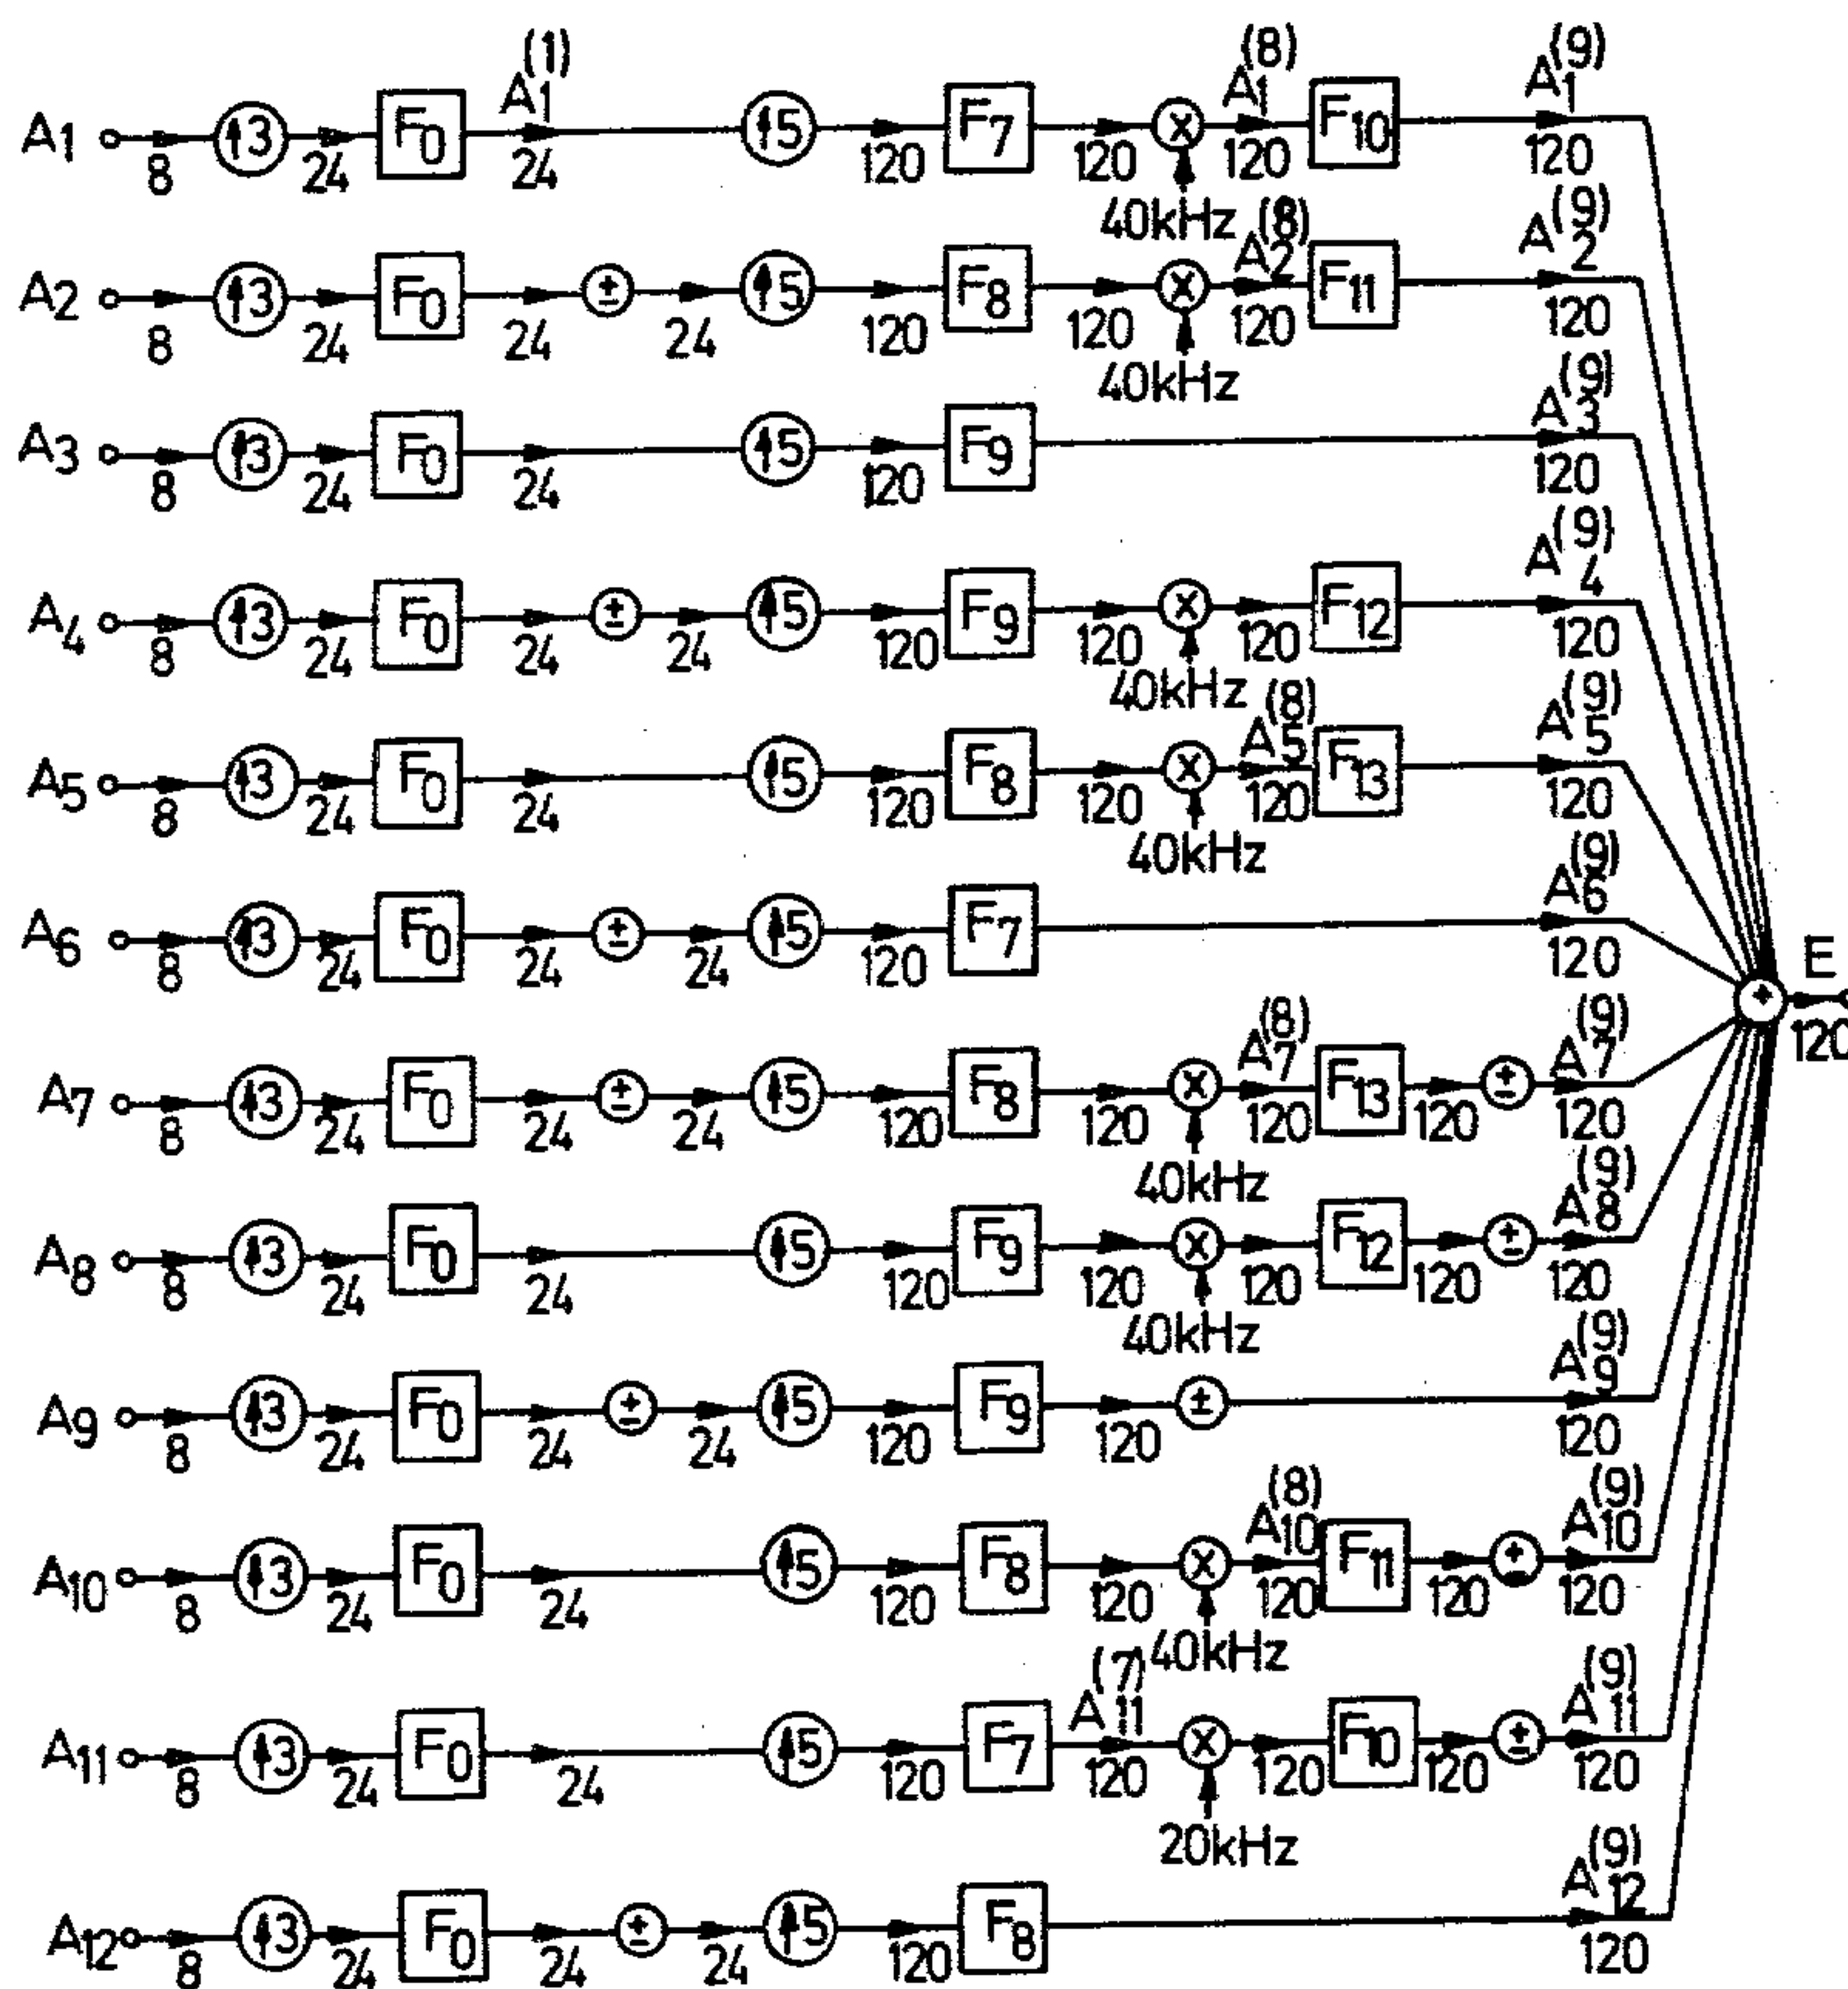 A1 8 ↑3 24 F0 A1(1) 24 ↑5 120 F7 120 × 40kHz A1(8) 120 F10 A1(9) 120
A2 8 ↑3 24 F0 24 ± 24 ↑5 120 F8 120 × 40kHz A2(8) 120 F11 A2(9) 120
A3 8 ↑3 24 F0 24 ↑5 120 F9 A3(9) 120
A4 8 ↑3 24 F0 24 ± 24 ↑5 120 F9 120 × 40kHz 120 F12 A4(9) 120
A5 8 ↑3 24 F0 24 ↑5 120 F8 120 × 40kHz A5(8) 120 F13 A5(9) 120
A6 8 ↑3 24 F0 24 ± 24 ↑5 120 F7 A6(9) 120
+ E 120
A7 8 ↑3 24 F0 24 ± 24 ↑5 120 F8 120 × 40kHz A7(8) 120 F13 120 ± A7(9) 120
A8 8 ↑3 24 F0 24 ↑5 120 F9 120 × 40kHz 120 F12 120 ± A8(9) 120
A9 8 ↑3 24 F0 24 ± 24 ↑5 120 F9 120 ± A9(9) 120
A10 8 ↑3 24 F0 24 ↑5 120 F8 120 × 40kHz A10(8) 120 F11 120 ± A10(9) 120
A11 8 ↑3 24 F0 24 ↑5 120 F7 A11(7) 120 × 20kHz 120 F10 120 ± A11(9) 120
A12 8 ↑3 24 F0 24 ± 24 ↑5 120 F8 A12(9) 120